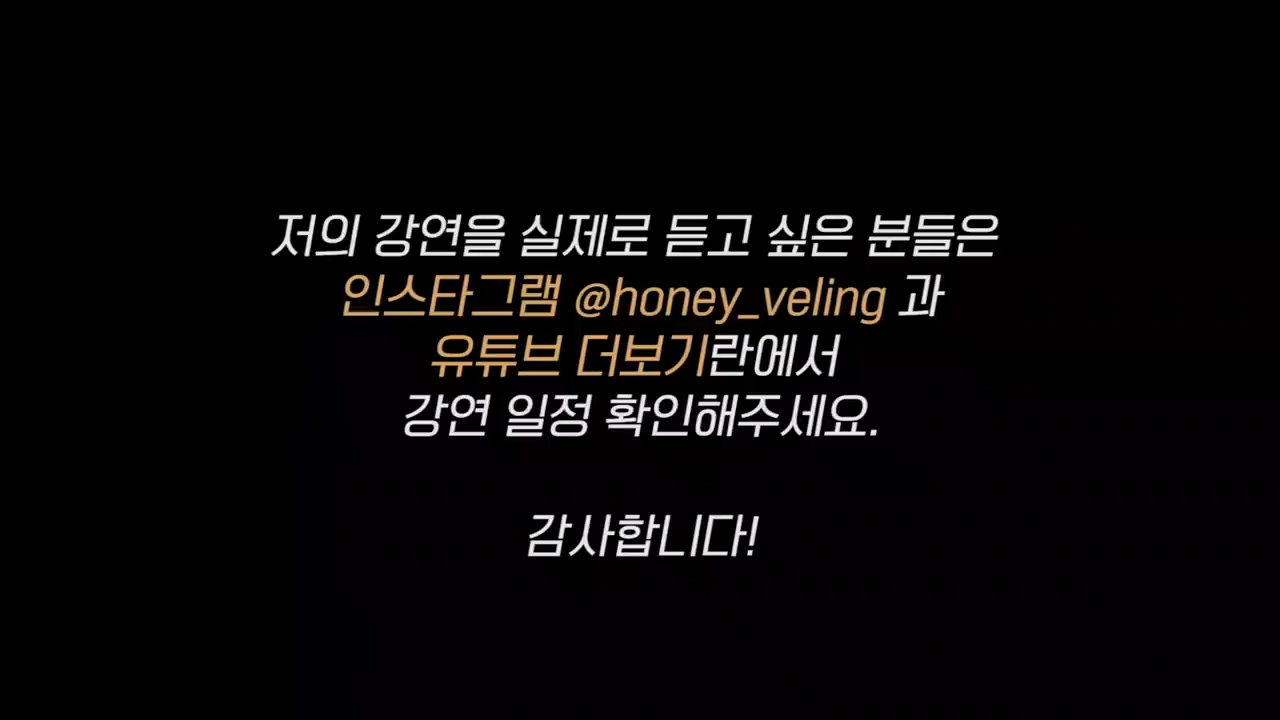 저의 강연을 실제로 듣고 싶은 분들은
인스타그램 @honey_veling 과
유튜브 더보기란에서
강연 일정 확인해주세요.
감사합니다!